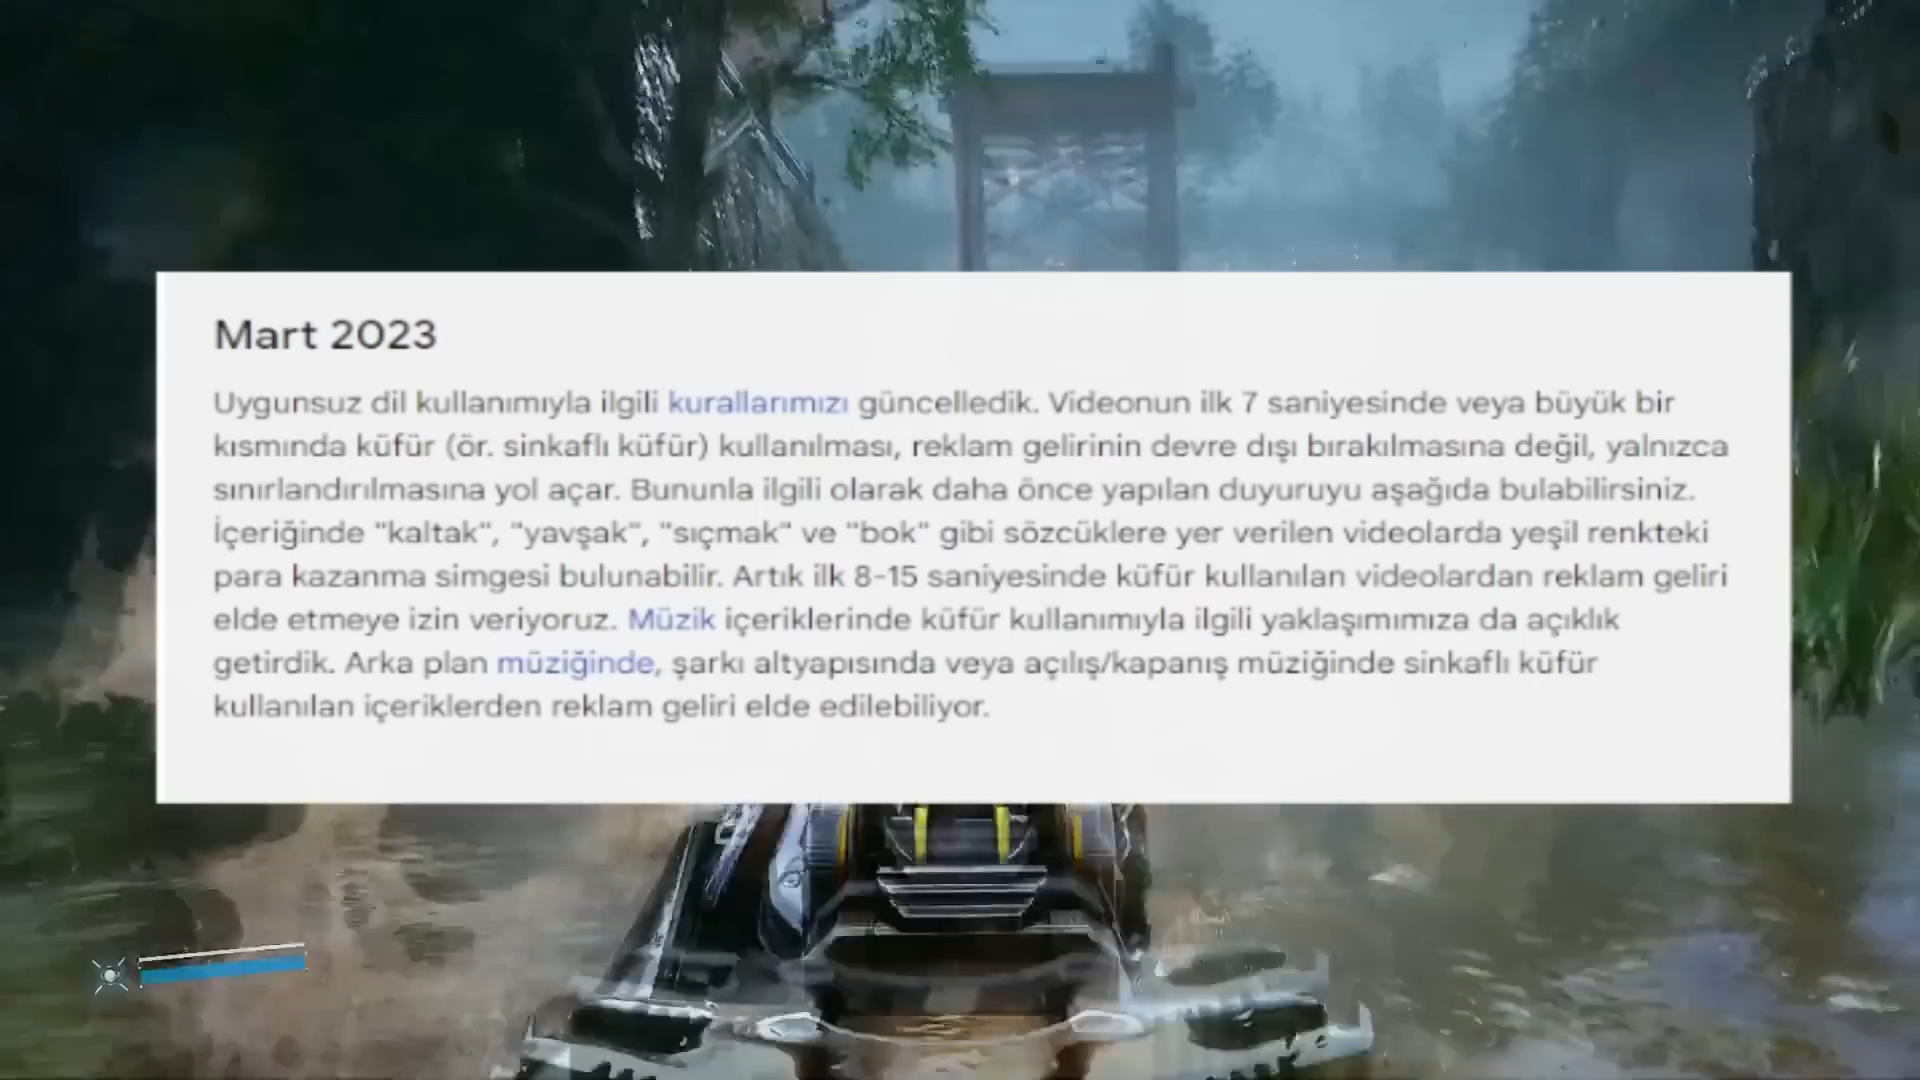 Mart 2023
Uygunsuz dil kullanımıyla ilgili kurallarımızı güncelledik. Videonun ilk 7 saniyesinde veya büyük bir
kısmında küfür (ör. sinkaflı küfür) kullanılması, reklam gelirinin devre dışı bırakılmasına değil, yalnızca
sınırlandırılmasına yol açar. Bununla ilgili olarak daha önce yapılan duyuruyu aşağıda bulabilirsiniz.
İçeriğinde "kaltak", "yavşak", "sıçmak" ve "bok" gibi sözcüklere yer verilen videolarda yeşil renkteki
para kazanma simgesi bulunabilir. Artık ilk 8-15 saniyesinde küfür kullanılan videolardan reklam geliri
elde etmeye izin veriyoruz. Müzik içeriklerinde küfür kullanımıyla ilgili yaklaşımımıza da açıklık
getirdik. Arka plan müziğinde, şarkı altyapısında veya açılış/kapanış müziğinde sinkaflı küfür
kullanılan içeriklerden reklam geliri elde edilebiliyor.